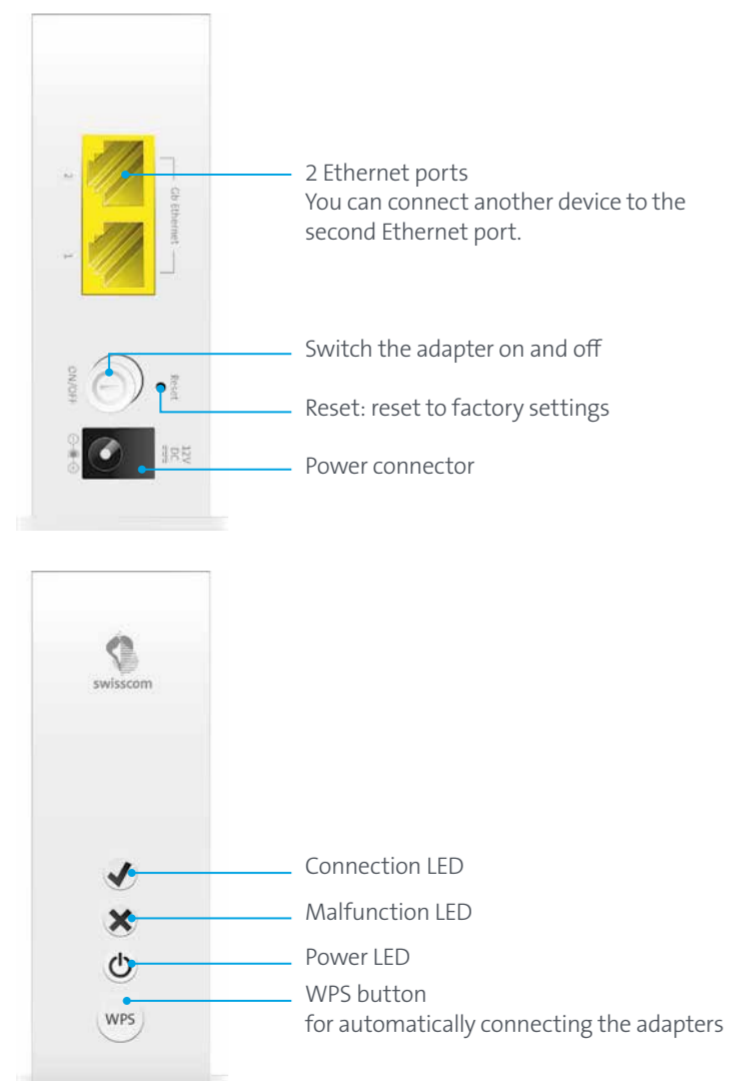 2
1
Gb Ethernet
2 Ethernet ports
You can connect another device to the
second Ethernet port.
ON/OFF
Reset
Switch the adapter on and off
Reset: reset to factory settings
12V
DC
Power connector
swisscom
Connection LED
Malfunction LED
Power LED
WPS
WPS button
for automatically connecting the adapters